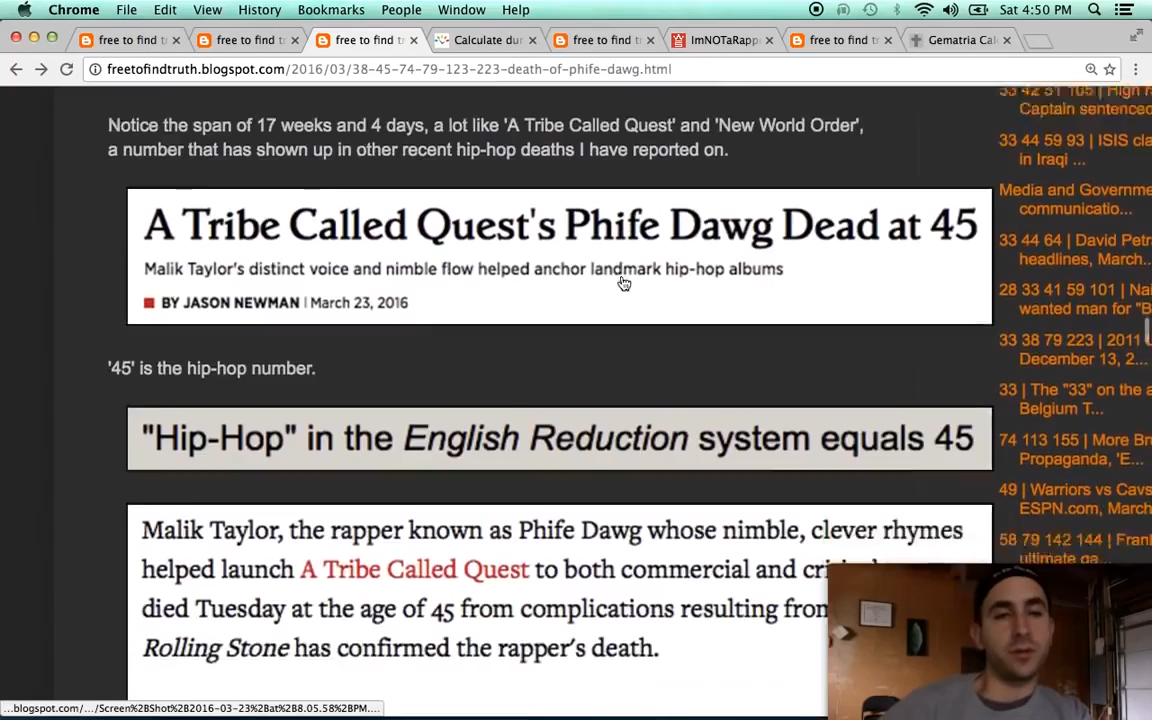 Chrome File Edit View History Bookmarks People Window Help Sat 4:50 PM
free to find t free to find t free to find t Calculate du free to find t ImNOTaRapp free to find t Gematria Cal
freetofindtruth.blogspot.com/2016/03/38-45-74-79-123-223-death-of-phife-dawg.html
Notice the span of 17 weeks and 4 days, a lot like 'A Tribe Called Quest' and 'New World Order',
a number that has shown up in other recent hip-hop deaths I have reported on.
A Tribe Called Quest's Phife Dawg Dead at 45
Malik Taylor's distinct voice and nimble flow helped anchor landmark hip-hop albums
BY JASON NEWMAN | March 23, 2016
'45' is the hip-hop number.
"Hip-Hop" in the English Reduction system equals 45
Malik Taylor, the rapper known as Phife Dawg whose nimble, clever rhymes
helped launch A Tribe Called Quest to both commercial and cri
died Tuesday at the age of 45 from complications resulting from
Rolling Stone has confirmed the rapper's death.
33 42 51 105 | High r
Captain sentenced
33 44 59 93 | ISIS cla
in Iraqi ...
Media and Governme
communicatio...
33 44 64 | David Petr
headlines, March...
28 33 41 59 101 | Nai
wanted man for "B
33 38 79 223 | 2011
December 13, 2...
33 | The "33" on the a
Belgium T...
74 113 155 | More Br
Propaganda, 'E...
49 | Warriors vs Cavs
ESPN.com, March
58 79 142 144 | Fran
ultimate ga...
.blogspot.com/.../Screen%2BShot%2B2016-03-23%2Bat%2B8.05.58%2BPM....